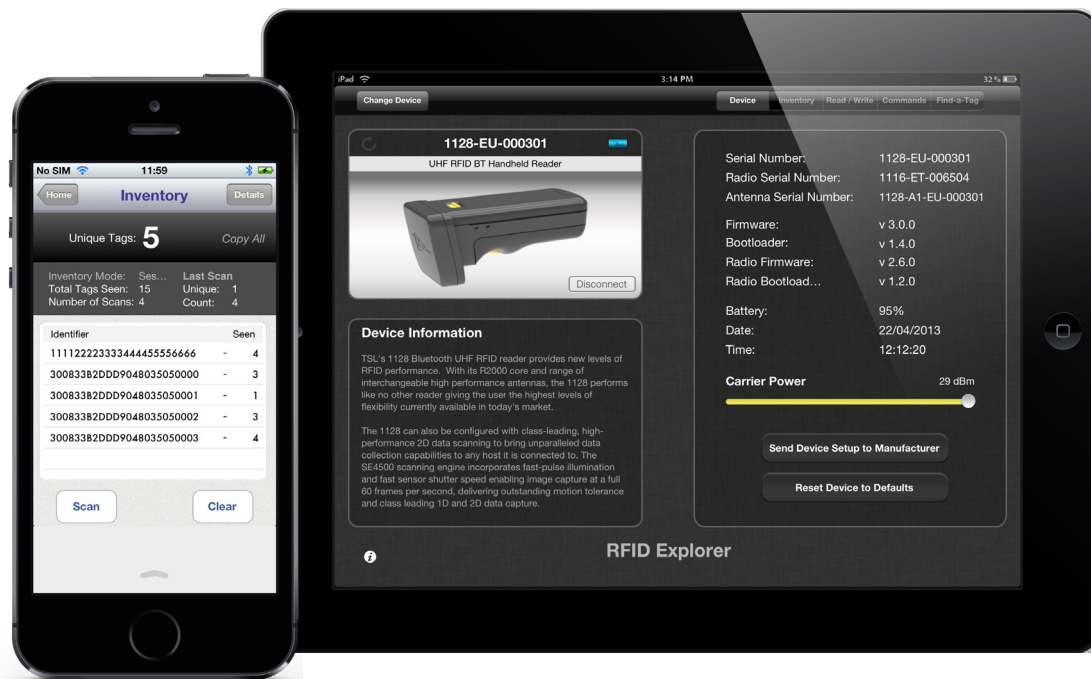 No SIM 11:59
Home Inventory Details
Unique Tags: 5 Copy All
Inventory Mode: Ses... Last Scan
Total Tags Seen: 15 Unique: 1
Number of Scans: 4 Count: 4
Identifier Seen
111122223333444455556666 - 4
300833B2DDD9048035050000 - 3
300833B2DDD9048035050001 - 1
300833B2DDD9048035050002 - 3
300833B2DDD9048035050003 - 4
Scan Clear
iPad 3:14 PM 32%
Change Device Device Inventory Read / Write Commands Find-a-Tag
1128-EU-000301
UHF RFID BT Handheld Reader
Disconnect
Device Information
TSL's 1128 Bluetooth UHF RFID reader provides new levels of
RFID performance. With its R2000 core and range of
interchangeable high performance antennas, the 1128 performs
like no other reader giving the user the highest levels of
flexibility currently available in today's market.
The 1128 can also be configured with class-leading, high-
performance 2D data scanning to bring unparalleled data
collection capabilities to any host it is connected to. The
SE4500 scanning engine incorporates fast-pulse illumination
and fast sensor shutter speed enabling image capture at a full
60 frames per second, delivering outstanding motion tolerance
and class leading 1D and 2D data capture.
Serial Number: 1128-EU-000301
Radio Serial Number: 1116-ET-006504
Antenna Serial Number: 1128-A1-EU-000301
Firmware: v 3.0.0
Bootloader: v 1.4.0
Radio Firmware: v 2.6.0
Radio Bootload... v 1.2.0
Battery: 95%
Date: 22/04/2013
Time: 12:12:20
Carrier Power 29 dBm
Send Device Setup to Manufacturer
Reset Device to Defaults
RFID Explorer